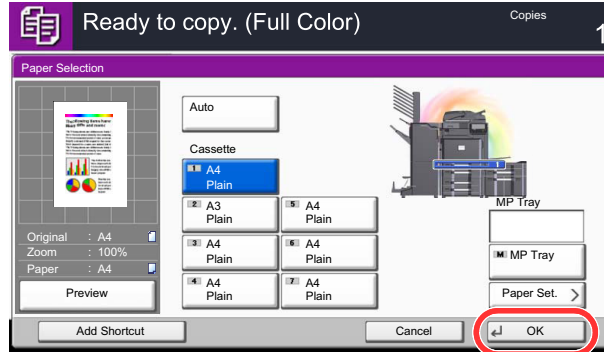 Ready to copy. (Full Color)
Copies
1
Paper Selection
Auto
Cassette
1 A4
Plain
2 A3
Plain
5 A4
Plain
3 A4
Plain
6 A4
Plain
4 A4
Plain
7 A4
Plain
1
MP Tray
M MP Tray
Paper Set.
Original : A4
Zoom : 100%
Paper : A4
Preview
Add Shortcut
Cancel
OK